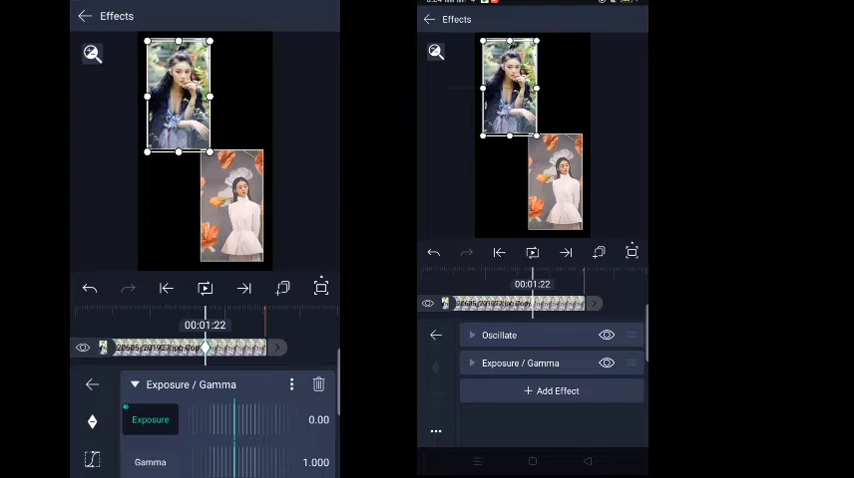 Effects
00:01:22
Exposure / Gamma
Exposure
0.00
Gamma
1.000
Effects
00:01:22
Oscillate
Exposure / Gamma
+ Add Effect